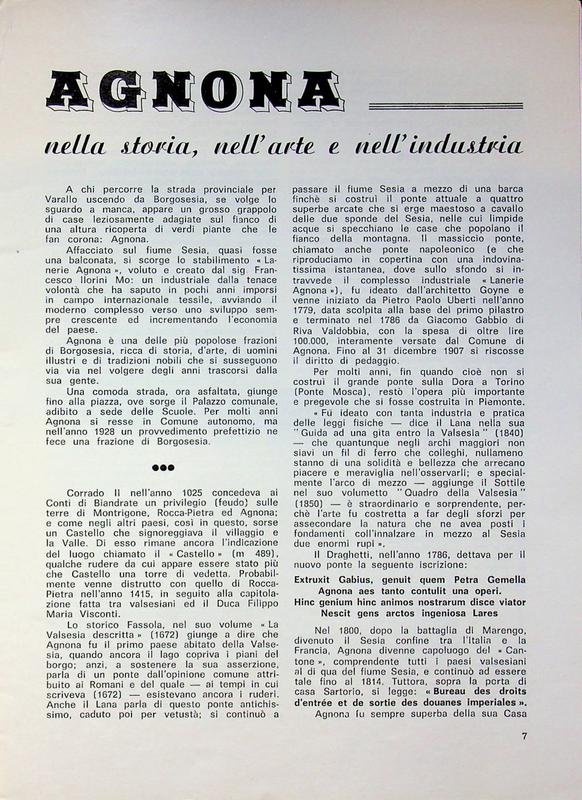 AGNONA
nella storia, nell'arte e nell'industria
A chi percorre la strada provinciale per
Varallo uscendo da Borgosesia, se volge lo
sguardo a manca, appare un grosso grappolo
di case leziosamente adagiate sul fianco di
una altura ricoperta di verdi piante che le
fan corona: Agnona.
Affacciato sul fiume Sesia, quasi fosse
una balconata, si scorge lo stabilimento « La-
nerie Agnona », voluto e creato dal sig. Fran-
cesco Ilorini Mo: un industriale dalla tenace
volontà che ha saputo in pochi anni imporsi
in campo internazionale tessile, avviando il
moderno complesso verso uno sviluppo sem-
pre crescente ed incrementando l'economia
del paese.
Agnona è una delle più popolose frazioni
di Borgosesia, ricca di storia, d'arte, di uomini
illustri e di tradizioni nobili che si susseguono
via via nel volgere degli anni trascorsi dalla
sua gente.
Una comoda strada, ora asfaltata, giunge
fino alla piazza, ove sorge il Palazzo comunale,
adibito a sede delle Scuole. Per molti anni
Agnona si resse in Comune autonomo, ma
nell'anno 1928 un provvedimento prefettizio ne
fece una frazione di Borgosesia.
●●●
Corrado II nell'anno 1025 concedeva ai
Conti di Biandrate un privilegio (feudo) sulle
terre di Montrigone, Rocca-Pietra ed Agnona;
e come negli altri paesi, così in questo, sorse
un Castello che signoreggiava il villaggio e
la Valle. Di esso rimane ancora l'indicazione
del luogo chiamato il « Castello » (m 489),
qualche rudere da cui appare essere stato più
che Castello una torre di vedetta. Probabil-
mente venne distrutto con quello di Rocca-
Pietra nell'anno 1415, in seguito alla capitola-
zione fatta tra valsesiani ed il Duca Filippo
Maria Visconti.
Lo storico Fassola, nel suo volume « La
Valsesia descritta » (1672) giunge a dire che
Agnona fu il primo paese abitato della Valse-
sia, quando ancora il lago copriva i piani del
borgo; anzi, a sostenere la sua asserzione,
parla di un ponte dall'opinione comune attri-
buito ai Romani e del quale — ai tempi in cui
scriveva (1672) — esistevano ancora i ruderi.
Anche il Lana parla di questo ponte antichis-
simo, caduto poi per vetustà; si continuò a
passare il fiume Sesia a mezzo di una barca
finchè si costruì il ponte attuale a quattro
superbe arcate che si erge maestoso a cavallo
delle due sponde del Sesia, nelle cui limpide
acque si specchiano le case che popolano il
fianco della montagna. Il massiccio ponte,
chiamato anche ponte napoleonico (e che
riproduciamo in copertina con una indovina-
tissima istantanea, dove sullo sfondo si in-
travvede il complesso industriale « Lanerie
Agnona »), fu ideato dall'architetto Goyne e
venne iniziato da Pietro Paolo Uberti nell'anno
1779, data scolpita alla base del primo pilastro
e terminato nel 1786 da Giacomo Gabbio di
Riva Valdobbia, con la spesa di oltre lire
100.000, interamente versate dal Comune di
Agnona. Fino al 31 dicembre 1907 si riscosse
il diritto di pedaggio.
Per molti anni, fin quando cioè non si
costruì il grande ponte sulla Dora a Torino
(Ponte Mosca), restò l'opera più importante
e pregevole che si fosse costruita in Piemonte.
« Fu ideato con tanta industria e pratica
delle leggi fisiche — dice il Lana nella sua
"Guida ad una gita entro la Valsesia" (1840)
— che quantunque negli archi maggiori non
siavi un fil di ferro che colleghi, nullameno
stanno di una solidità e bellezza che arrecano
piacere e meraviglia nell'osservarli; e special-
mente l'arco di mezzo — aggiunge il Sottile
nel suo volumetto "Quadro della Valsesia"
(1850) — è straordinario e sorprendente, per-
chè l'arte fu costretta a far degli sforzi per
assecondare la natura che ne avea posti i
fondamenti coll'innalzare in mezzo al Sesia
due enormi rupi ».
Il Draghetti, nell'anno 1786, dettava per il
nuovo ponte la seguente iscrizione:
Extruxit Gabius, genuit quem Petra Gemella
Agnona aes tanto contulit una operi.
Hinc genium hinc animos nostrarum disce viator
Nescit gens arctos ingeniosa Lares
Nel 1800, dopo la battaglia di Marengo,
divenuto il Sesia confine tra l'Italia e la
Francia, Agnona divenne capoluogo del « Can-
tone », comprendente tutti i paesi valsesiani
al di qua del fiume Sesia, e continuò ad essere
tale fino al 1814. Tuttora, sopra la porta di
casa Sartorio, si legge: « Bureau des droits
d'entrée et de sortie des douanes imperiales ».
Agnona fu sempre superba della sua Casa
7